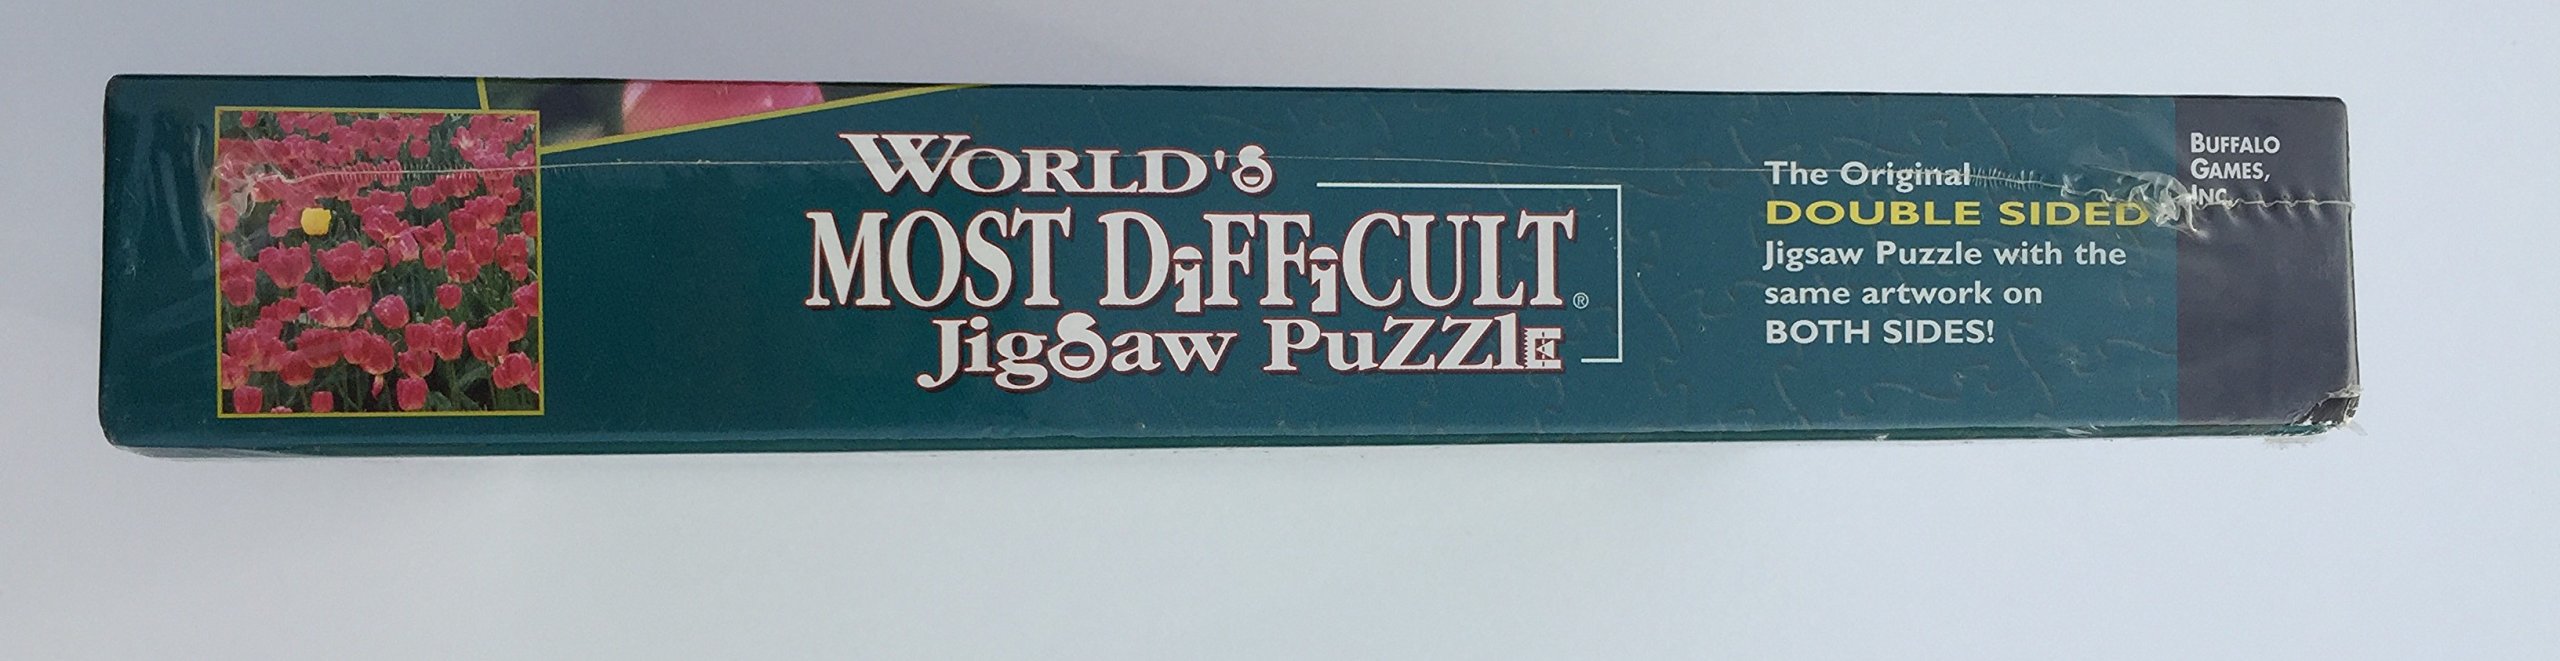 WORLD'S
MOST DiFFiCULT®
JigSaw PuZZlE
The Original
DOUBLE SIDED
Jigsaw Puzzle with the
same artwork on
BOTH SIDES!
BUFFALO
GAMES,
INC.